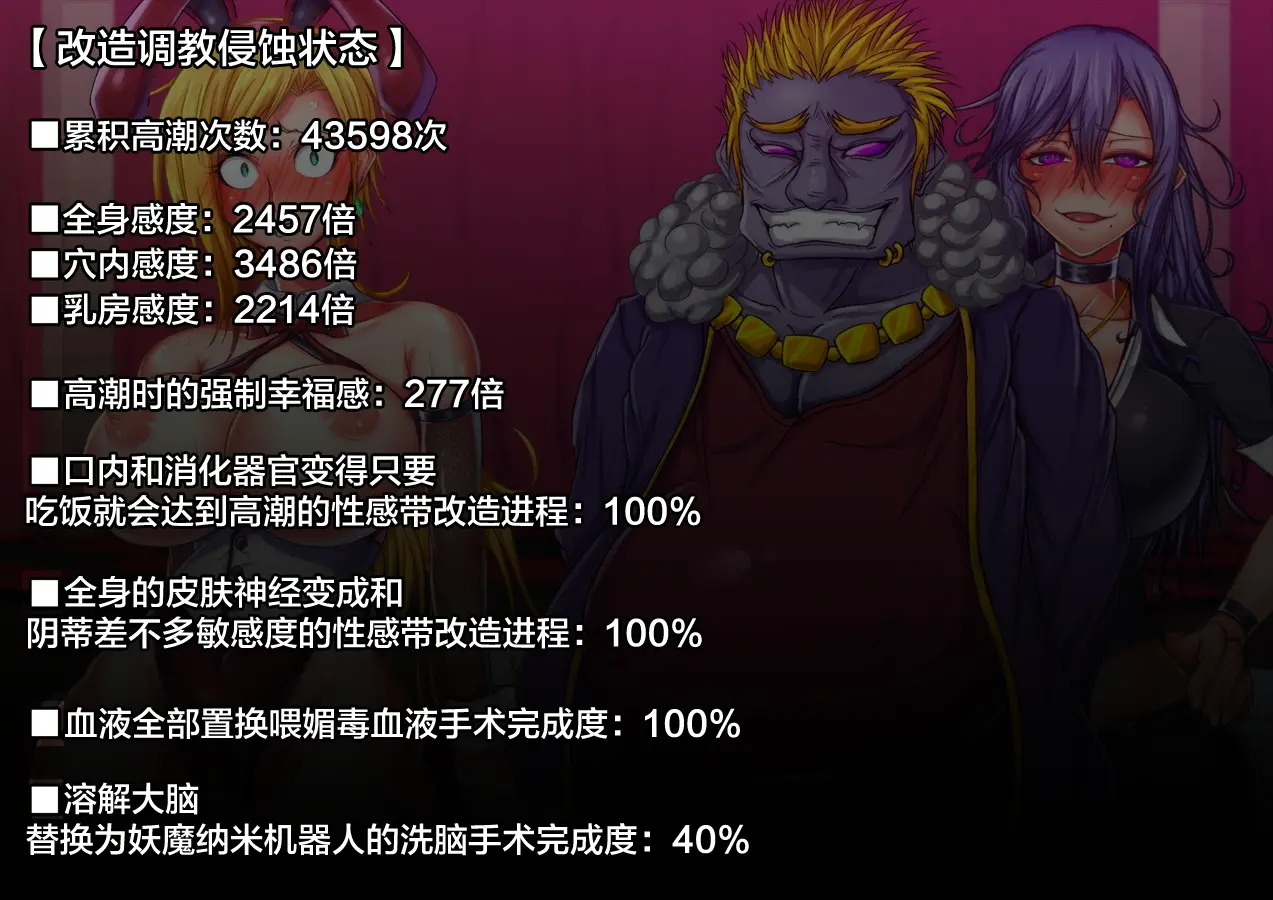 【改造调教侵蚀状态】
■累积高潮次数：43598次
■全身感度：2457倍
■穴内感度：3486倍
■乳房感度：2214倍
■高潮时的强制幸福感：277倍
■口内和消化器官变得只要
吃饭就会达到高潮的性感带改造进程：100%
■全身的皮肤神经变成和
阴蒂差不多敏感度的性感带改造进程：100%
■血液全部置换喂媚毒血液手术完成度：100%
■溶解大脑
替换为妖魔纳米机器人的洗脑手术完成度：40%